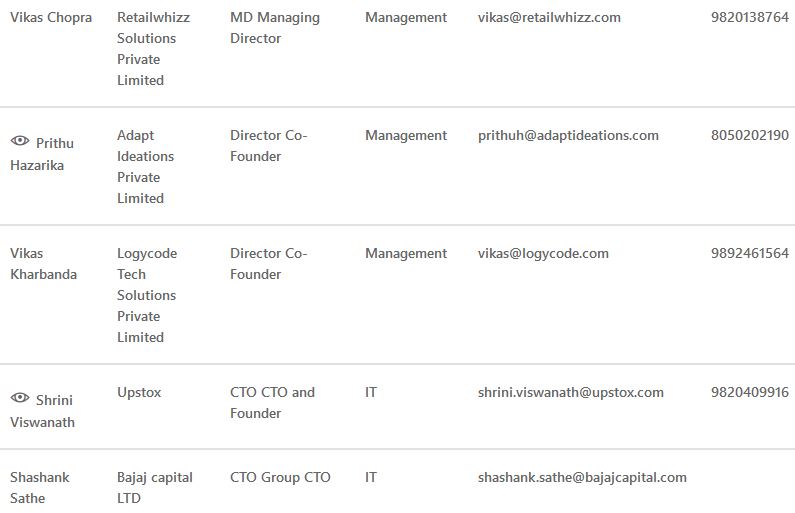 Vikas Chopra Retailwhizz MD Managing Management vikas@retailwhizz.com 9820138764
Solutions Director
Private
Limited
Prithu Adapt Director Co- Management prithuh@adaptideations.com 8050202190
Hazarika Ideations Founder
Private
Limited
Vikas Logycode Director Co- Management vikas@logycode.com 9892461564
Kharbanda Tech Founder
Solutions
Private
Limited
Shrini Upstox CTO CTO and IT shrini.viswanath@upstox.com 9820409916
Viswanath Founder
Shashank Bajaj capital CTO Group CTO IT shashank.sathe@bajajcapital.com
Sathe LTD